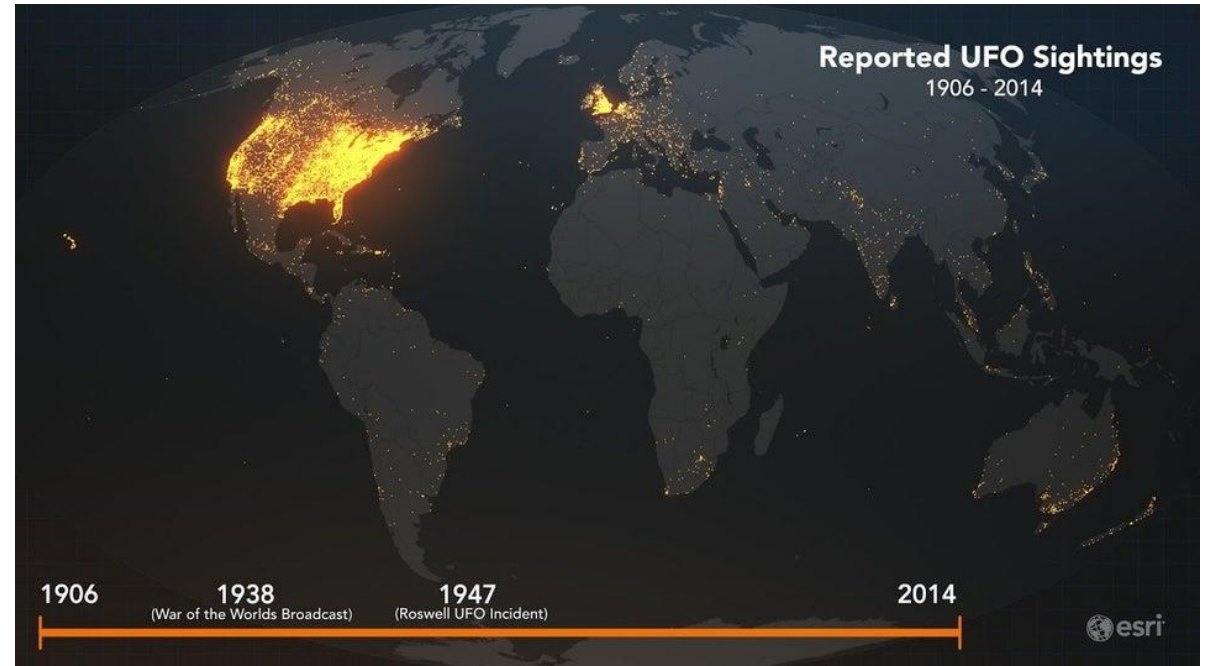 Reported UFO Sightings
1906 - 2014
1906
1938
(War of the Worlds Broadcast)
1947
(Roswell UFO Incident)
2014
esri